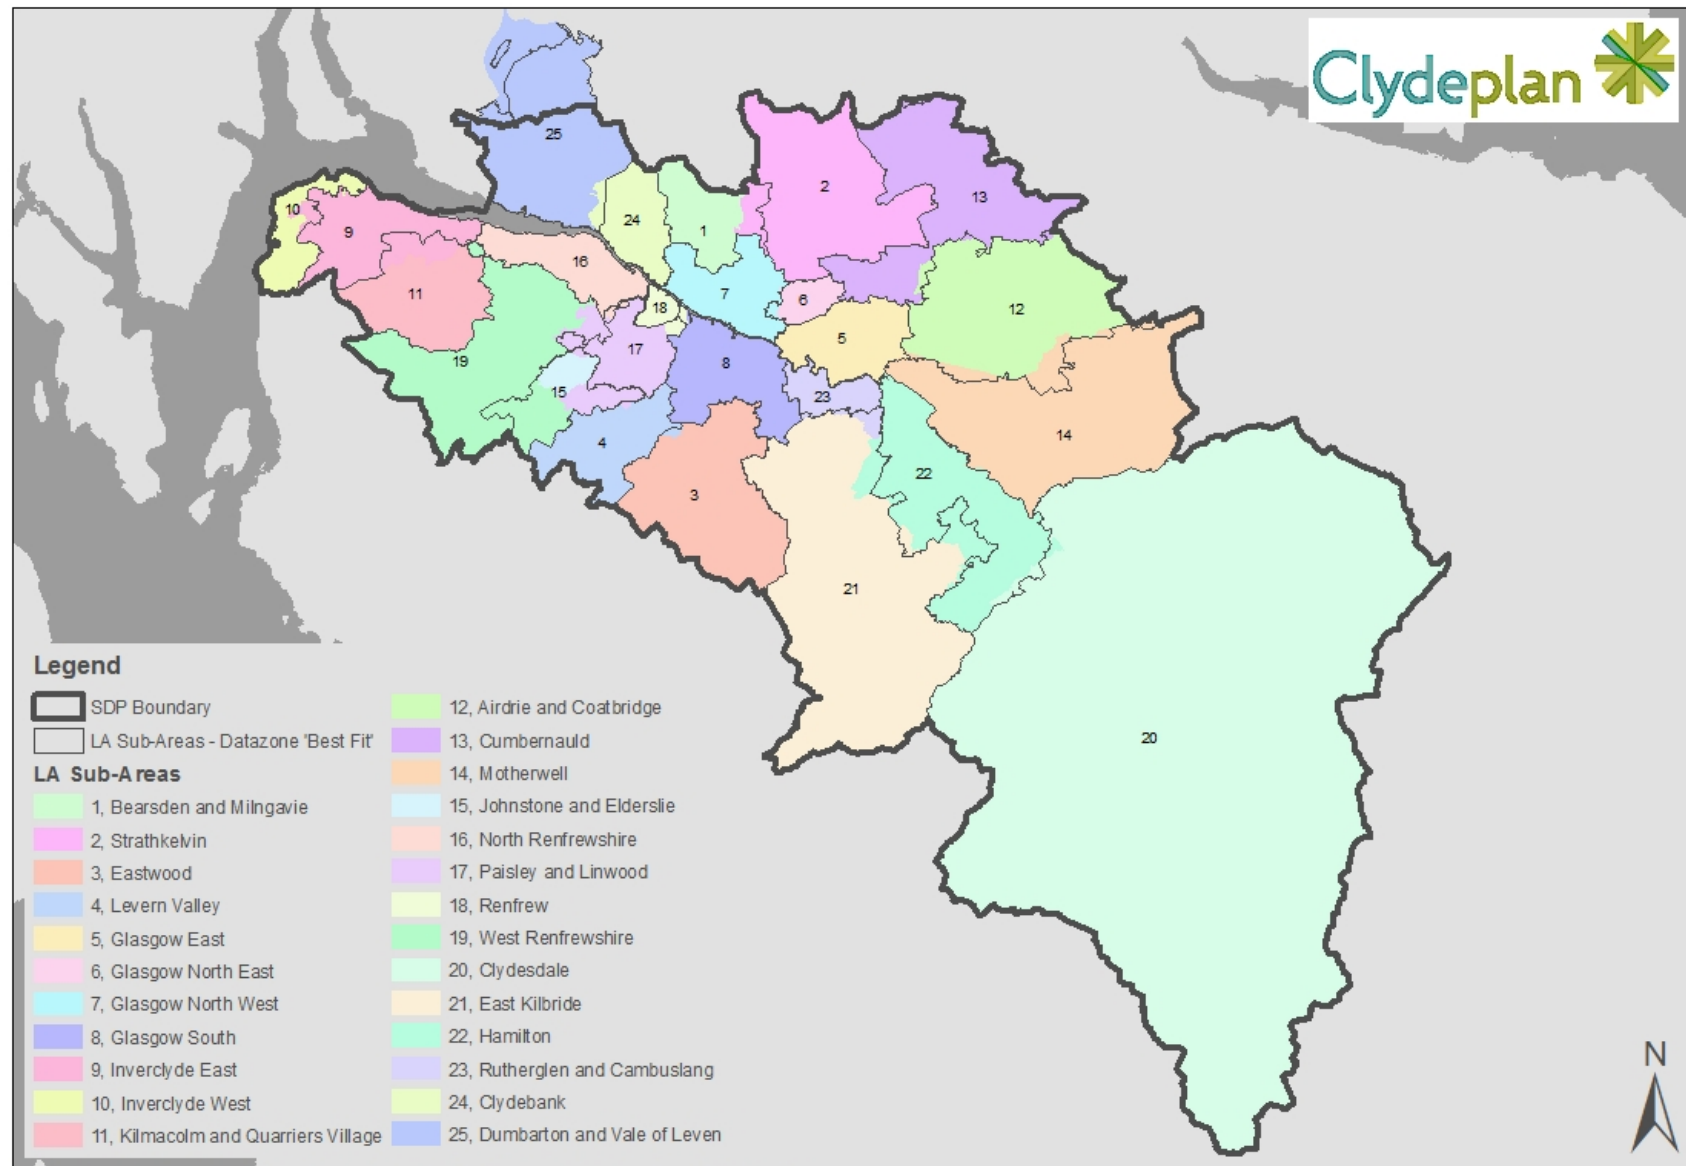 Clydeplan
25
2
13
10
9
24
1
16
11
7
6
18
12
5
17
19
8
15
23
4
14
22
3
21
20
Legend
SDP Boundary
LA Sub-Areas - Datazone 'Best Fit'
LA Sub-Areas
1, Bearsden and Milngavie
2, Strathkelvin
3, Eastwood
4, Levern Valley
5, Glasgow East
6, Glasgow North East
7, Glasgow North West
8, Glasgow South
9, Inverclyde East
10, Inverclyde West
11, Kilmacolm and Quarriers Village
12, Airdrie and Coatbridge
13, Cumbernauld
14, Motherwell
15, Johnstone and Elderslie
16, North Renfrewshire
17, Paisley and Linwood
18, Renfrew
19, West Renfrewshire
20, Clydesdale
21, East Kilbride
22, Hamilton
23, Rutherglen and Cambuslang
24, Clydebank
25, Dumbarton and Vale of Leven
N